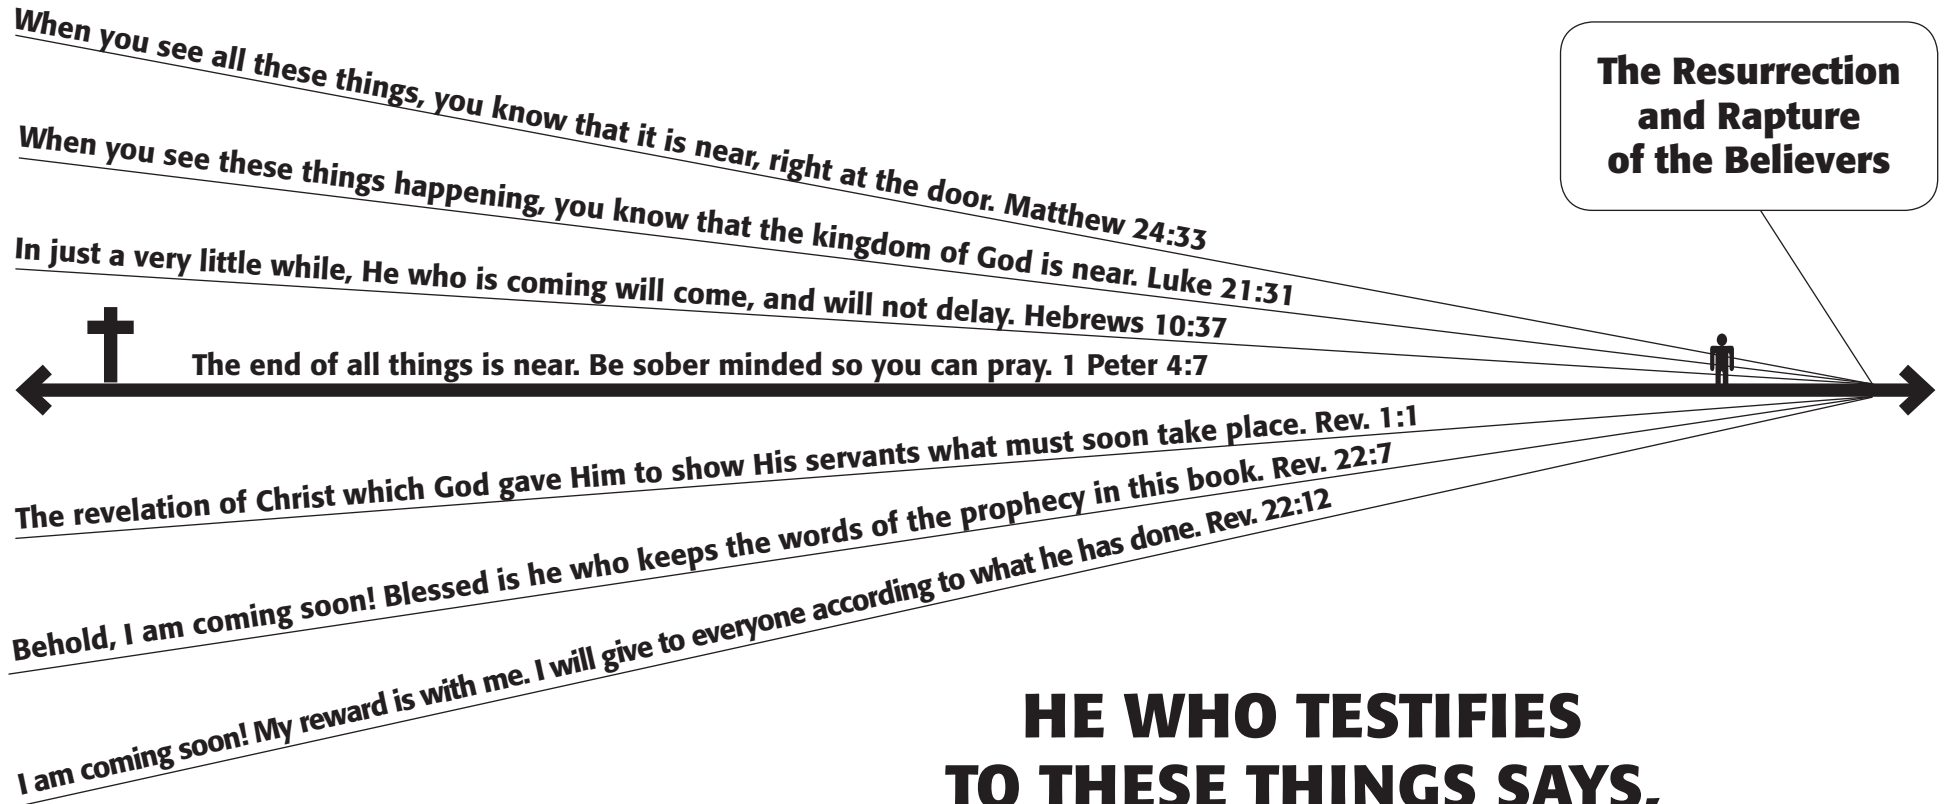 When you see all these things, you know that it is near, right at the door. Matthew 24:33
When you see these things happening, you know that the kingdom of God is near. Luke 21:31
In just a very little while, He who is coming will come, and will not delay. Hebrews 10:37
The end of all things is near. Be sober minded so you can pray. 1 Peter 4:7
The Resurrection
and Rapture
of the Believers
The revelation of Christ which God gave Him to show His servants what must soon take place. Rev. 1:1
Behold, I am coming soon! Blessed is he who keeps the words of the prophecy in this book. Rev. 22:7
I am coming soon! My reward is with me. I will give to everyone according to what he has done. Rev. 22:12
HE WHO TESTIFIES
TO THESE THINGS SAYS,